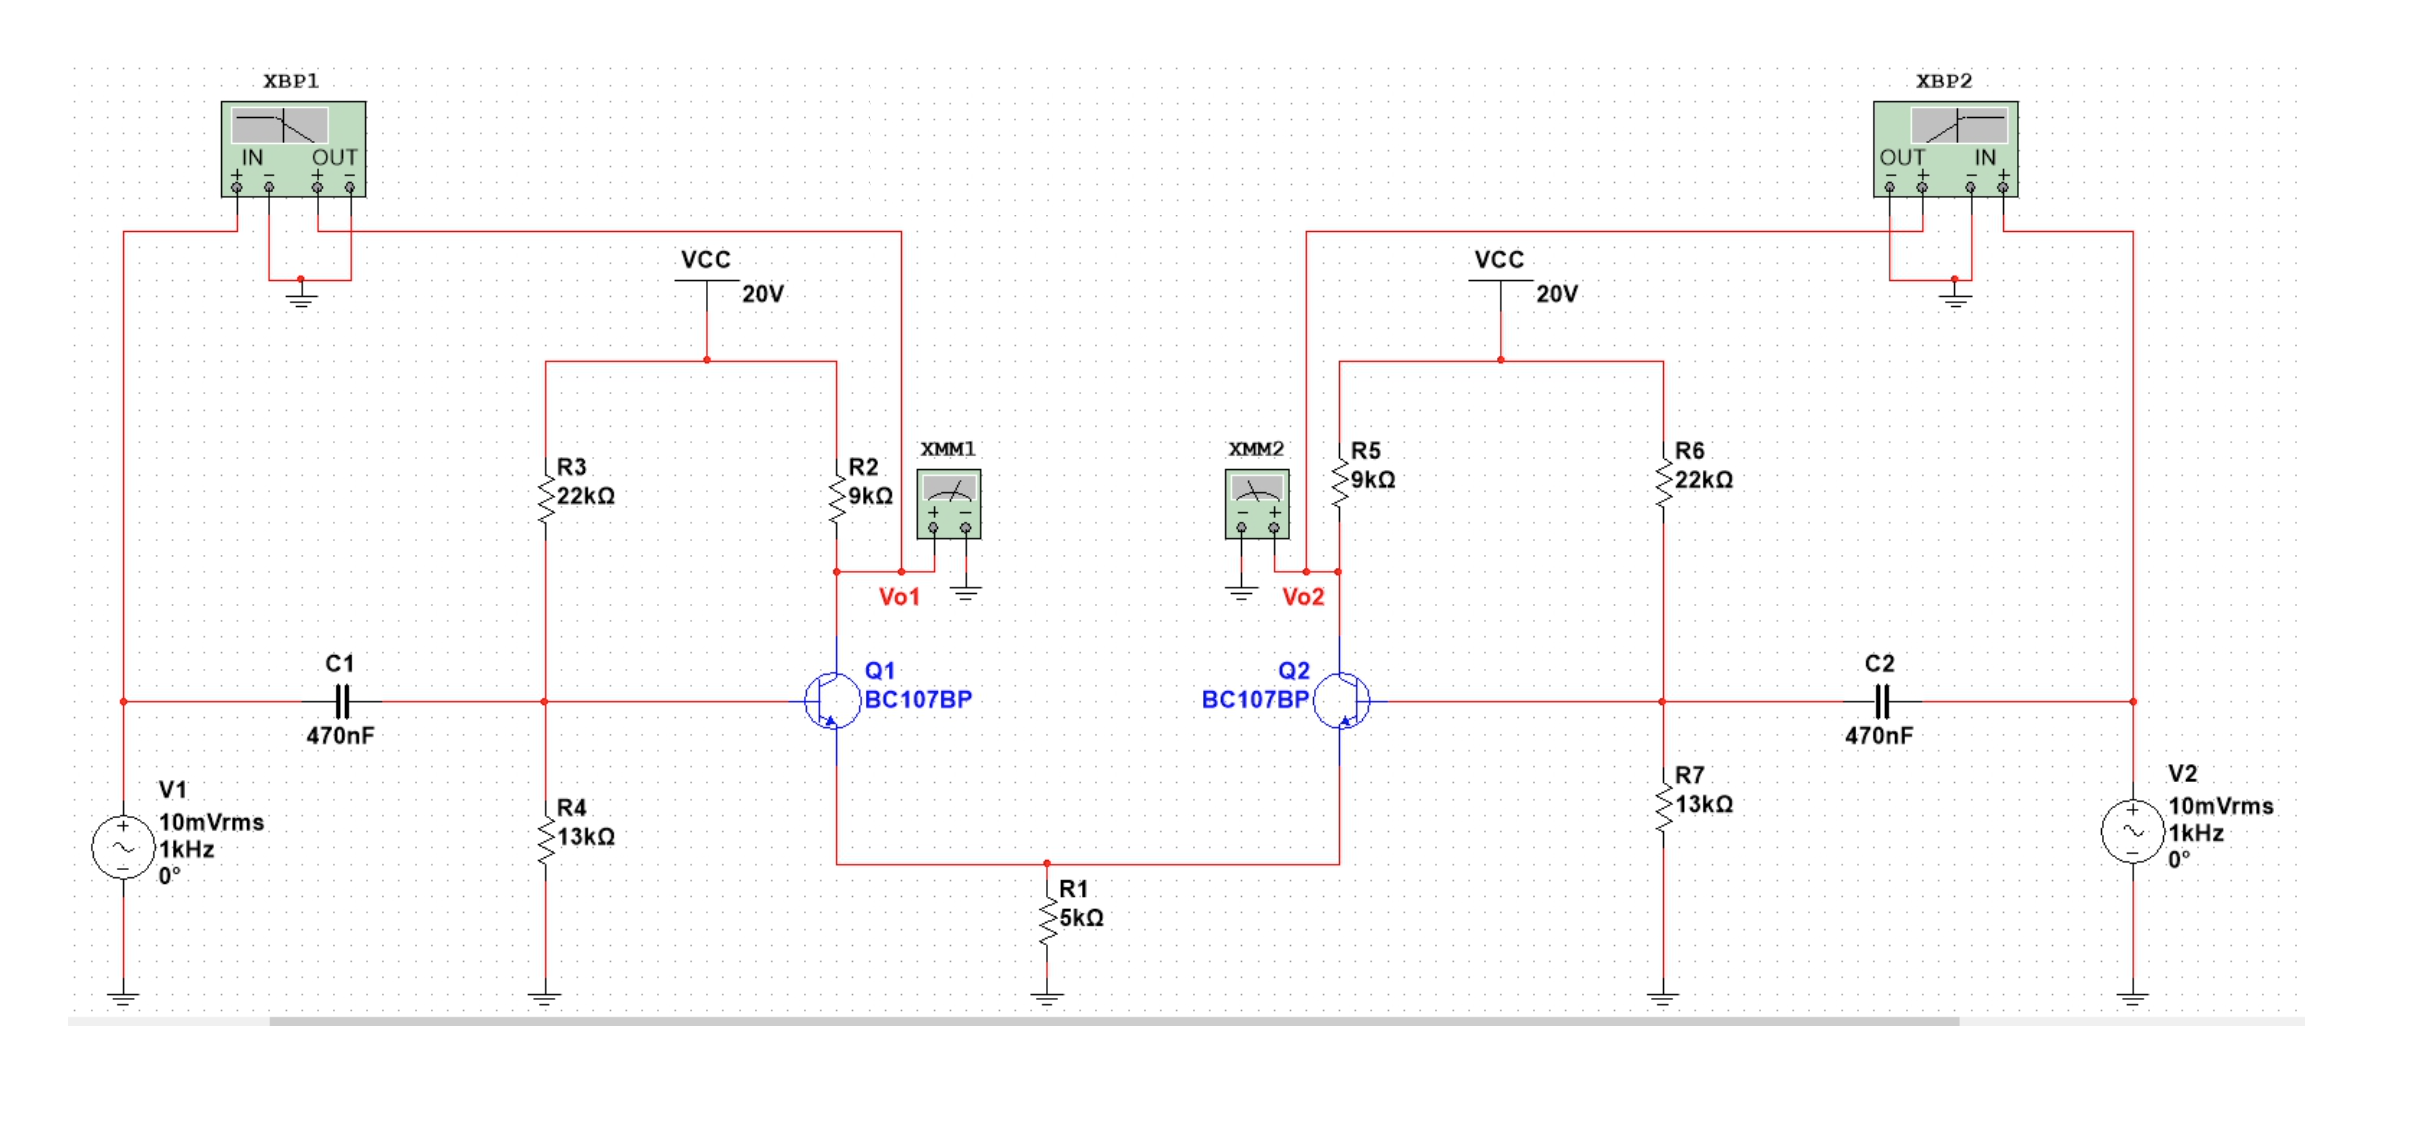 XBP1
IN OUT
+ − + −
XBP2
OUT IN
− + − +
VCC
20V
VCC
20V
R3
22kΩ
R2
9kΩ
XMM1
+ −
Vo1
XMM2
− +
Vo2
R5
9kΩ
R6
22kΩ
C1
470nF
Q1
BC107BP
Q2
BC107BP
C2
470nF
V1
10mVrms
1kHz
0°
R4
13kΩ
R1
5kΩ
R7
13kΩ
V2
10mVrms
1kHz
0°